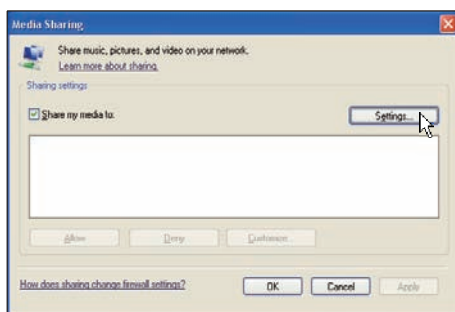 Media Sharing
Share music, pictures, and video on your network.
Learn more about sharing.
Sharing settings
Share my media to:
Settings...
Allow
Deny
Customize...
How does sharing change firewall settings?
OK
Cancel
Apply